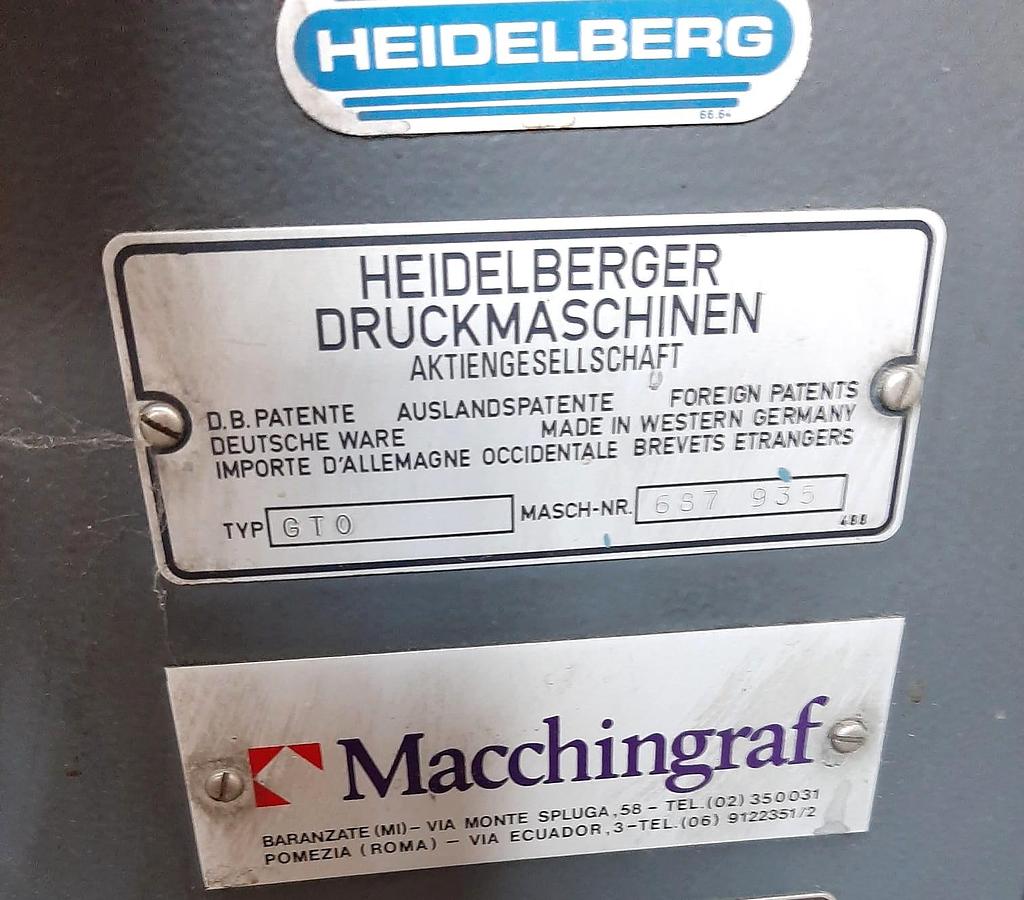 HEIDELBERG
66.64
HEIDELBERGER
DRUCKMASCHINEN
AKTIENGESELLSCHAFT
D.B. PATENTE AUSLANDSPATENTE FOREIGN PATENTS
DEUTSCHE WARE MADE IN WESTERN GERMANY
IMPORTE D'ALLEMAGNE OCCIDENTALE BREVETS ETRANGERS
TYP GTO MASCH-NR. 687 935
488
Macchingraf
BARANZATE (MI) - VIA MONTE SPLUGA, 58 - TEL. (02) 350031
POMEZIA (ROMA) - VIA ECUADOR, 3-TEL. (06) 9122351/2